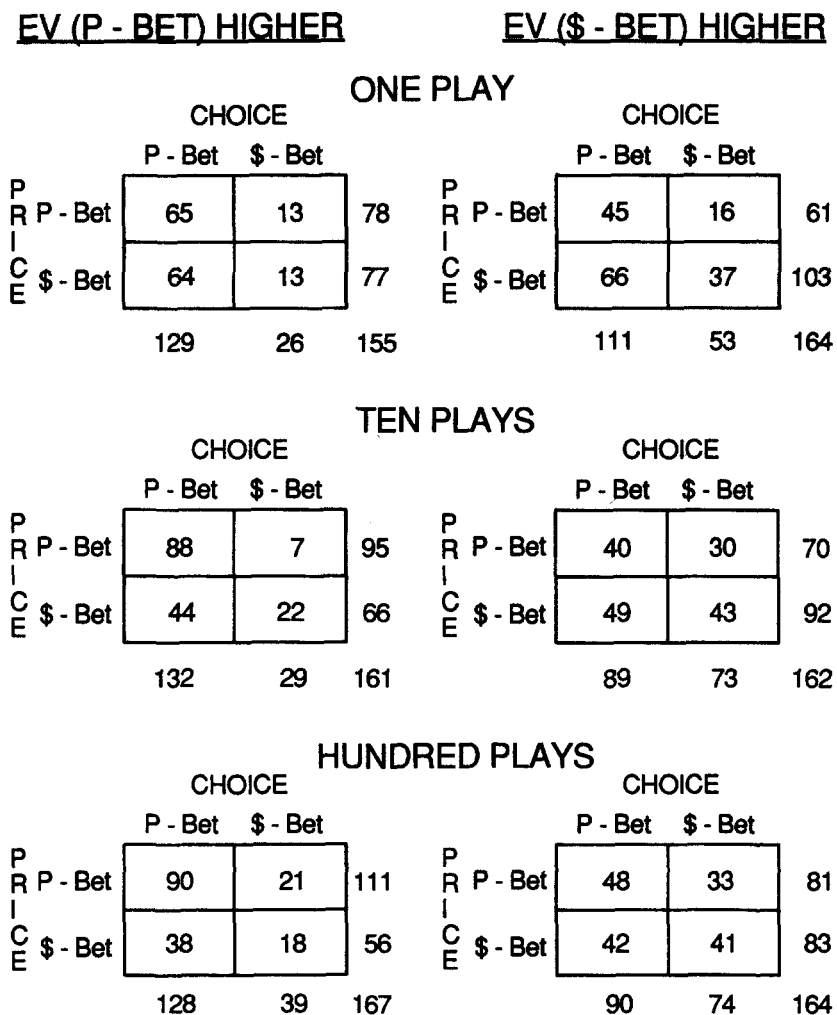 EV (P - BET) HIGHER EV ($ - BET) HIGHER
ONE PLAY
CHOICE CHOICE
P - Bet $ - Bet P - Bet $ - Bet
PRICE P - Bet 65 13 78 PRICE P - Bet 45 16 61
$ - Bet 64 13 77 $ - Bet 66 37 103
129 26 155 111 53 164
TEN PLAYS
CHOICE CHOICE
P - Bet $ - Bet P - Bet $ - Bet
PRICE P - Bet 88 7 95 PRICE P - Bet 40 30 70
$ - Bet 44 22 66 $ - Bet 49 43 92
132 29 161 89 73 162
HUNDRED PLAYS
CHOICE CHOICE
P - Bet $ - Bet P - Bet $ - Bet
PRICE P - Bet 90 21 111 PRICE P - Bet 48 33 81
$ - Bet 38 18 56 $ - Bet 42 41 83
128 39 167 90 74 164